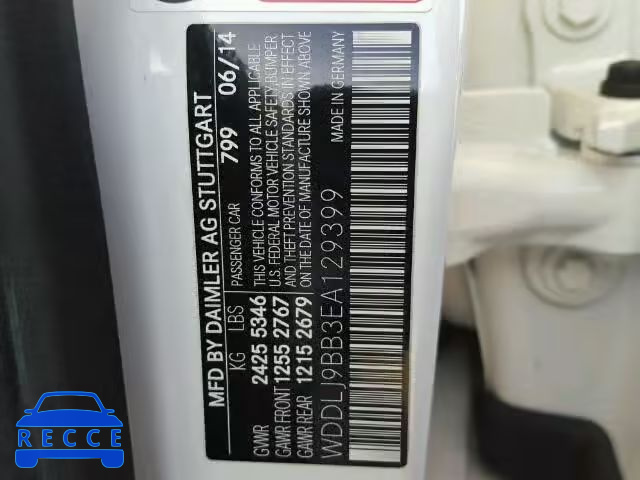 MFD BY DAIMLER AG STUTTGART
799 06/14
KG LBS PASSENGER CAR
GVWR 2425 5346
GAWR FRONT 1255 2767
GAWR REAR 1215 2679
THIS VEHICLE CONFORMS TO ALL APPLICABLE
U.S. FEDERAL MOTOR VEHICLE SAFETY, BUMPER
AND THEFT PREVENTION STANDARDS IN EFFECT
ON THE DATE OF MANUFACTURE SHOWN ABOVE
WDDLJ9BB3EA129399 MADE IN GERMANY
RECCE